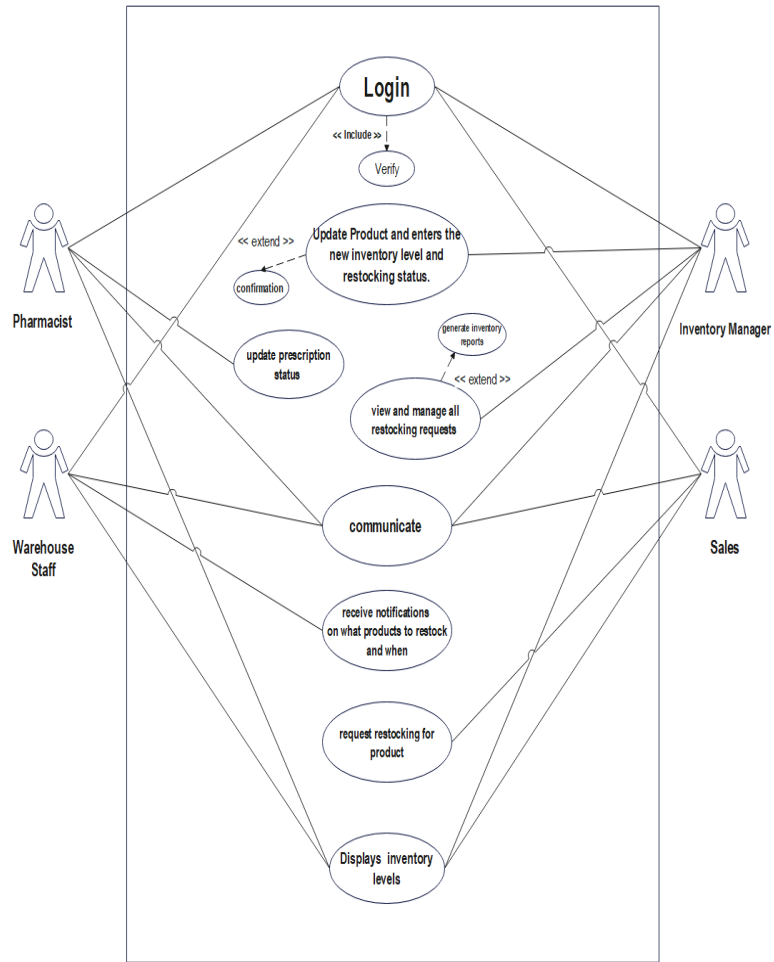 Login
<< Include >>
Verify
Update Product and enters the
new inventory level and
restocking status.
<< extend >>
confirmation
Pharmacist
Inventory Manager
generate inventory
reports
update prescription
status
<< extend >>
view and manage all
restocking requests
communicate
Warehouse
Staff
Sales
receive notifications
on what products to restock
and when
request restocking for
product
Displays inventory
levels